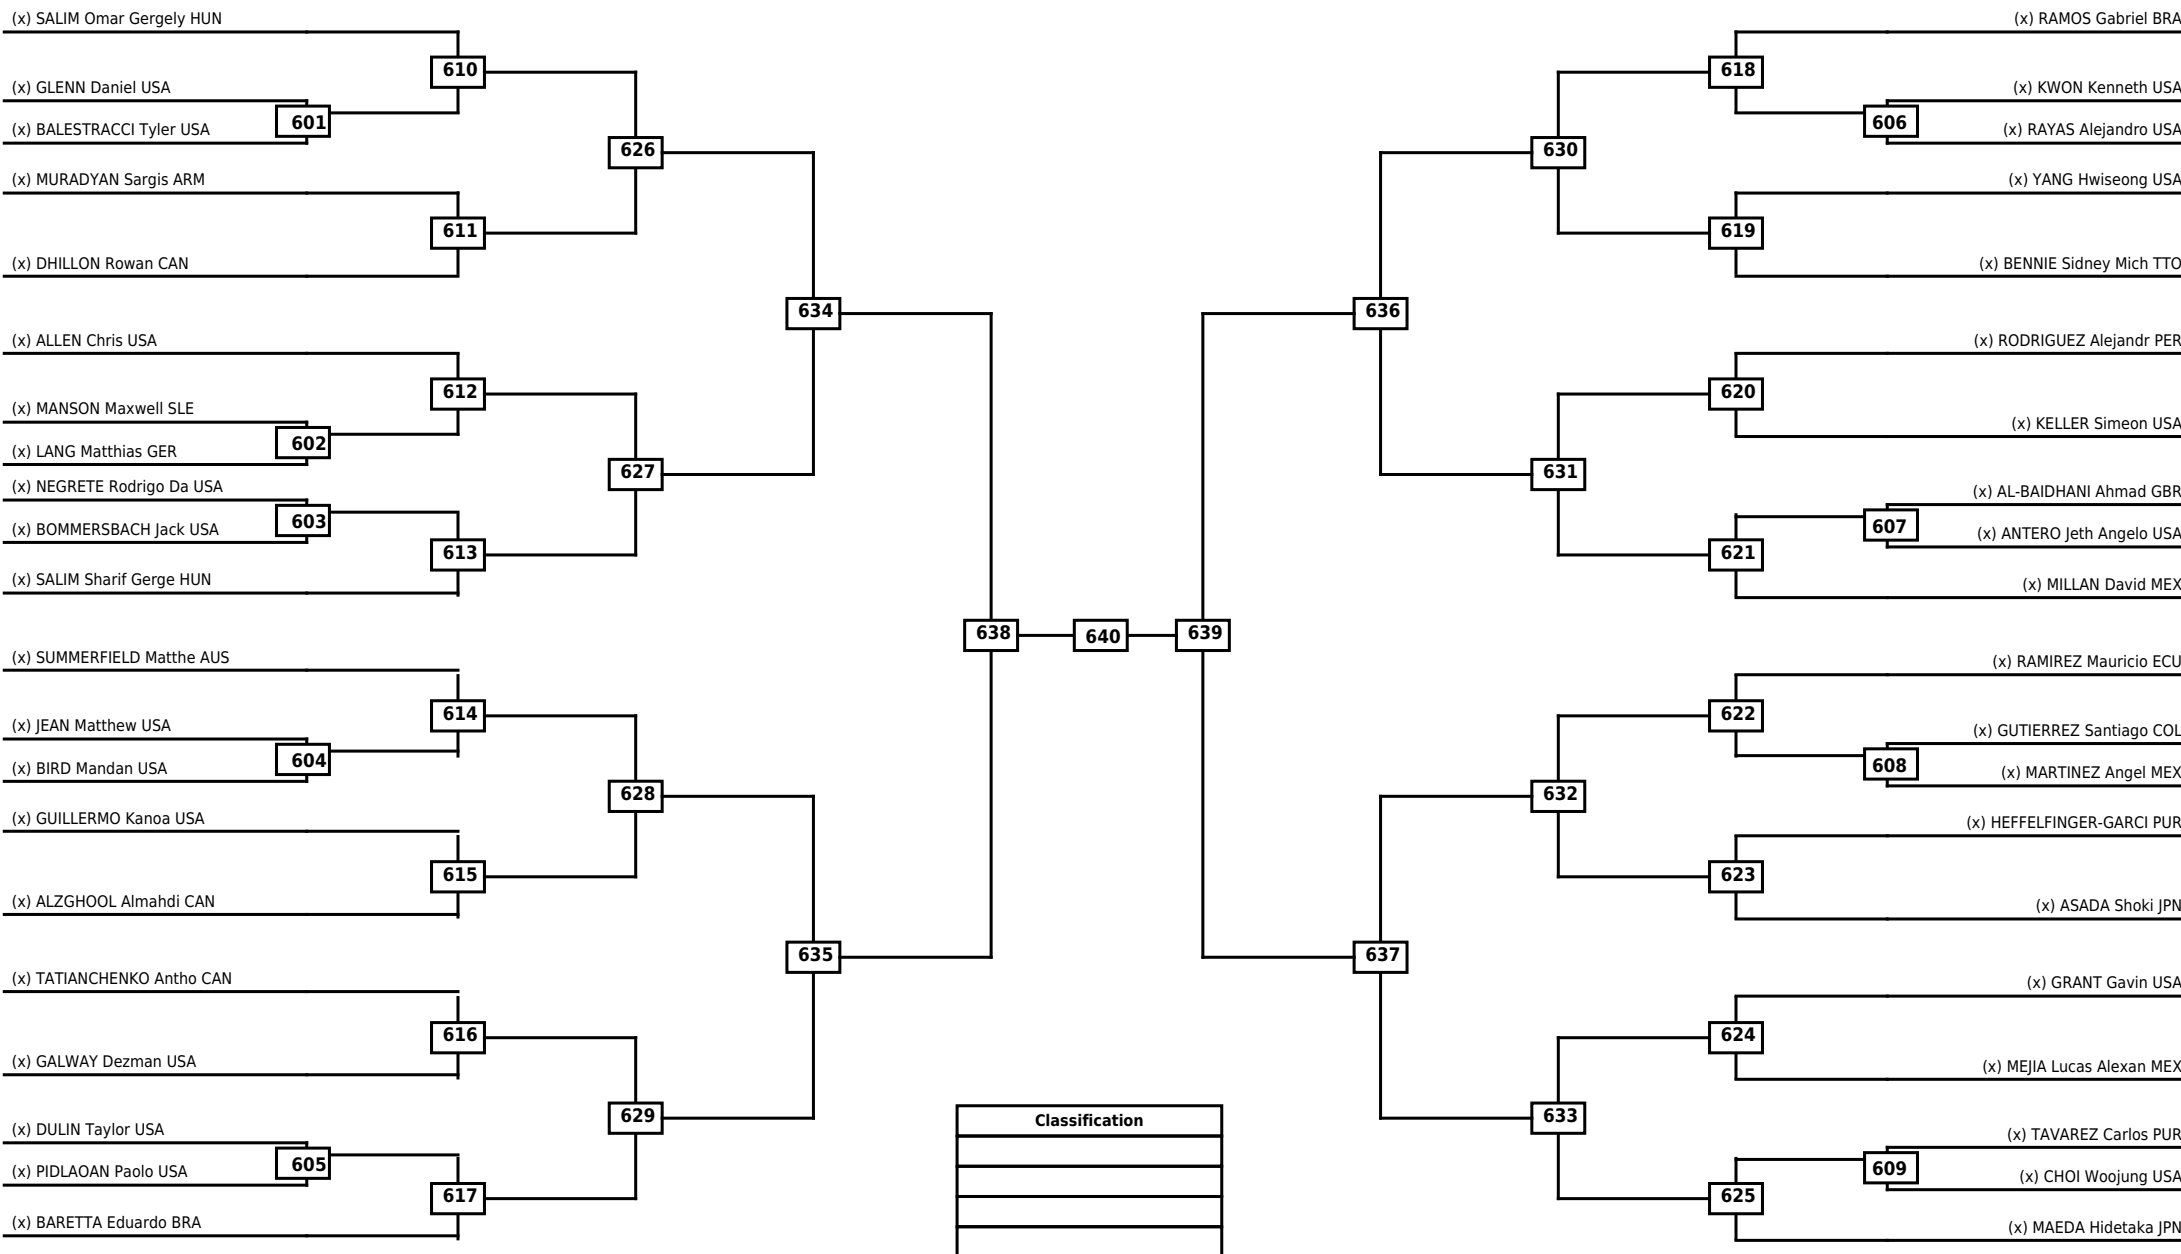 (x) SALIM Omar Gergely HUN
(x) GLENN Daniel USA
(x) BALESTRACCI Tyler USA
(x) MURADYAN Sargis ARM
(x) DHILLON Rowan CAN
(x) ALLEN Chris USA
(x) MANSON Maxwell SLE
(x) LANG Matthias GER
(x) NEGRETE Rodrigo Da USA
(x) BOMMERSBACH Jack USA
(x) SALIM Sharif Gerge HUN
(x) SUMMERFIELD Matthe AUS
(x) JEAN Matthew USA
(x) BIRD Mandan USA
(x) GUILLERMO Kanoa USA
(x) ALZGHOOL Almahdi CAN
(x) TATIANCHENKO Antho CAN
(x) GALWAY Dezman USA
(x) DULIN Taylor USA
(x) PIDLAOAN Paolo USA
(x) BARETTA Eduardo BRA
601
602
603
604
605
610
611
612
613
614
615
616
617
626
627
628
629
634
635
638
640
639
636
637
630
631
632
633
618
619
620
621
622
623
624
625
606
607
608
609
(x) RAMOS Gabriel BRA
(x) KWON Kenneth USA
(x) RAYAS Alejandro USA
(x) YANG Hwiseong USA
(x) BENNIE Sidney Mich TTO
(x) RODRIGUEZ Alejandr PER
(x) KELLER Simeon USA
(x) AL-BAIDHANI Ahmad GBR
(x) ANTERO Jeth Angelo USA
(x) MILLAN David MEX
(x) RAMIREZ Mauricio ECU
(x) GUTIERREZ Santiago COL
(x) MARTINEZ Angel MEX
(x) HEFFELFINGER-GARCI PUR
(x) ASADA Shoki JPN
(x) GRANT Gavin USA
(x) MEJIA Lucas Alexan MEX
(x) TAVAREZ Carlos PUR
(x) CHOI Woojung USA
(x) MAEDA Hidetaka JPN
Classification